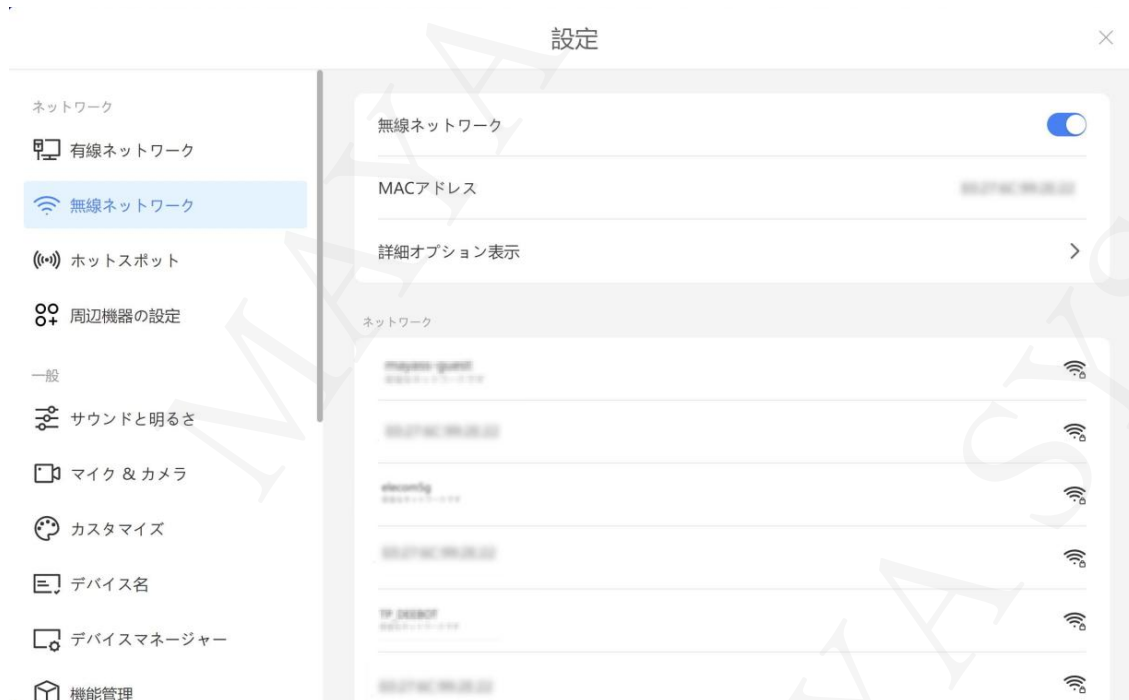 設定
ネットワーク
有線ネットワーク
無線ネットワーク
ホットスポット
周辺機器の設定
一般
サウンドと明るさ
マイク & カメラ
カスタマイズ
デバイス名
デバイスマネージャー
機能管理
無線ネットワーク
MACアドレス
詳細オプション表示
ネットワーク
elecom5g
TP_DEEBOT
MAYA
MAYA SYS